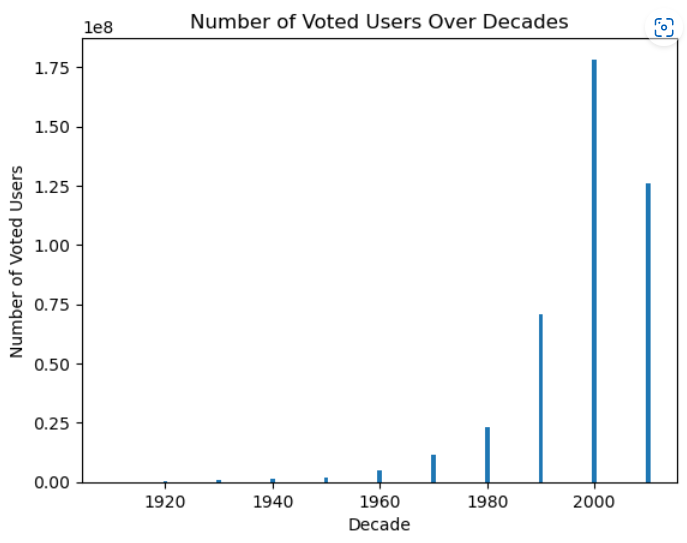 Number of Voted Users Over Decades
1e8
1.75
1.50
1.25
1.00
0.75
0.50
0.25
0.00
Number of Voted Users
1920 1940 1960 1980 2000
Decade